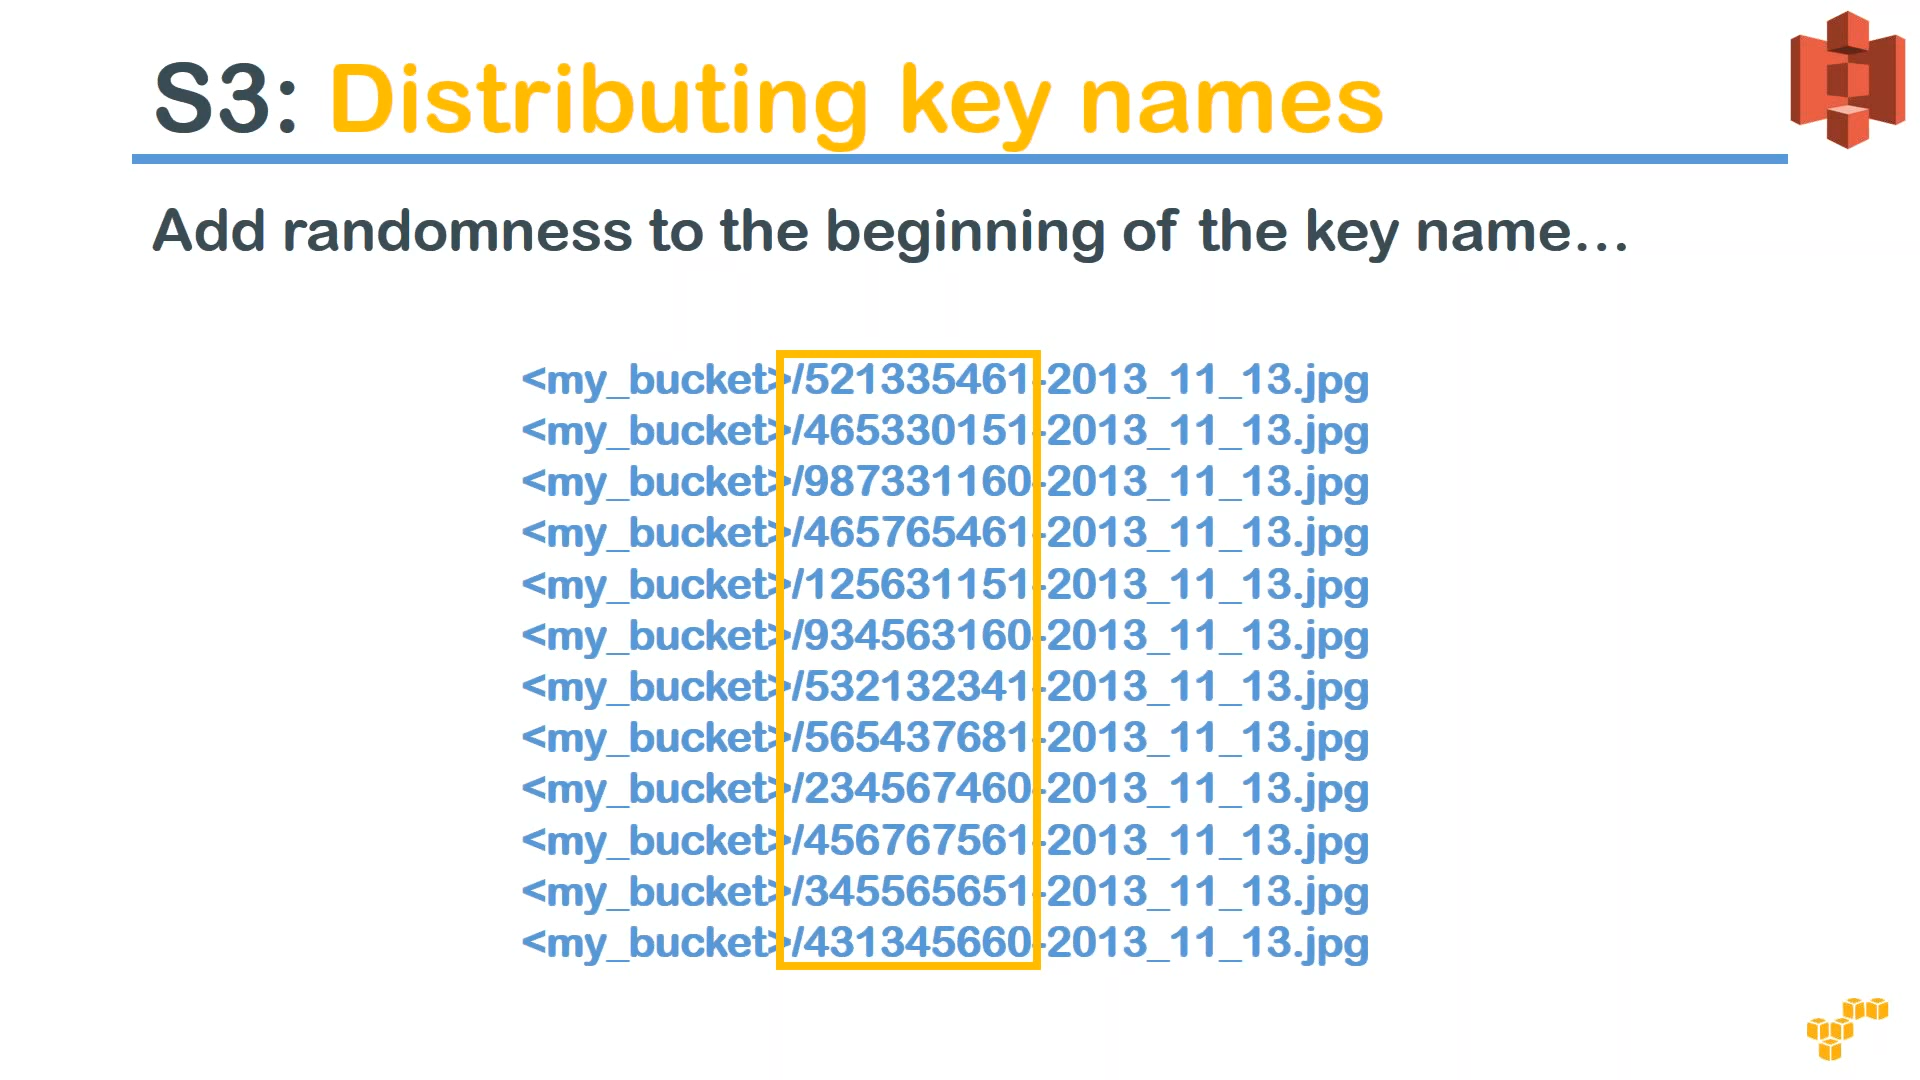 S3: Distributing key names
Add randomness to the beginning of the key name…
<my_bucket>/521335461-2013_11_13.jpg
<my_bucket>/465330151-2013_11_13.jpg
<my_bucket>/987331160-2013_11_13.jpg
<my_bucket>/465765461-2013_11_13.jpg
<my_bucket>/125631151-2013_11_13.jpg
<my_bucket>/934563160-2013_11_13.jpg
<my_bucket>/532132341-2013_11_13.jpg
<my_bucket>/565437681-2013_11_13.jpg
<my_bucket>/234567460-2013_11_13.jpg
<my_bucket>/456767561-2013_11_13.jpg
<my_bucket>/345565651-2013_11_13.jpg
<my_bucket>/431345660-2013_11_13.jpg